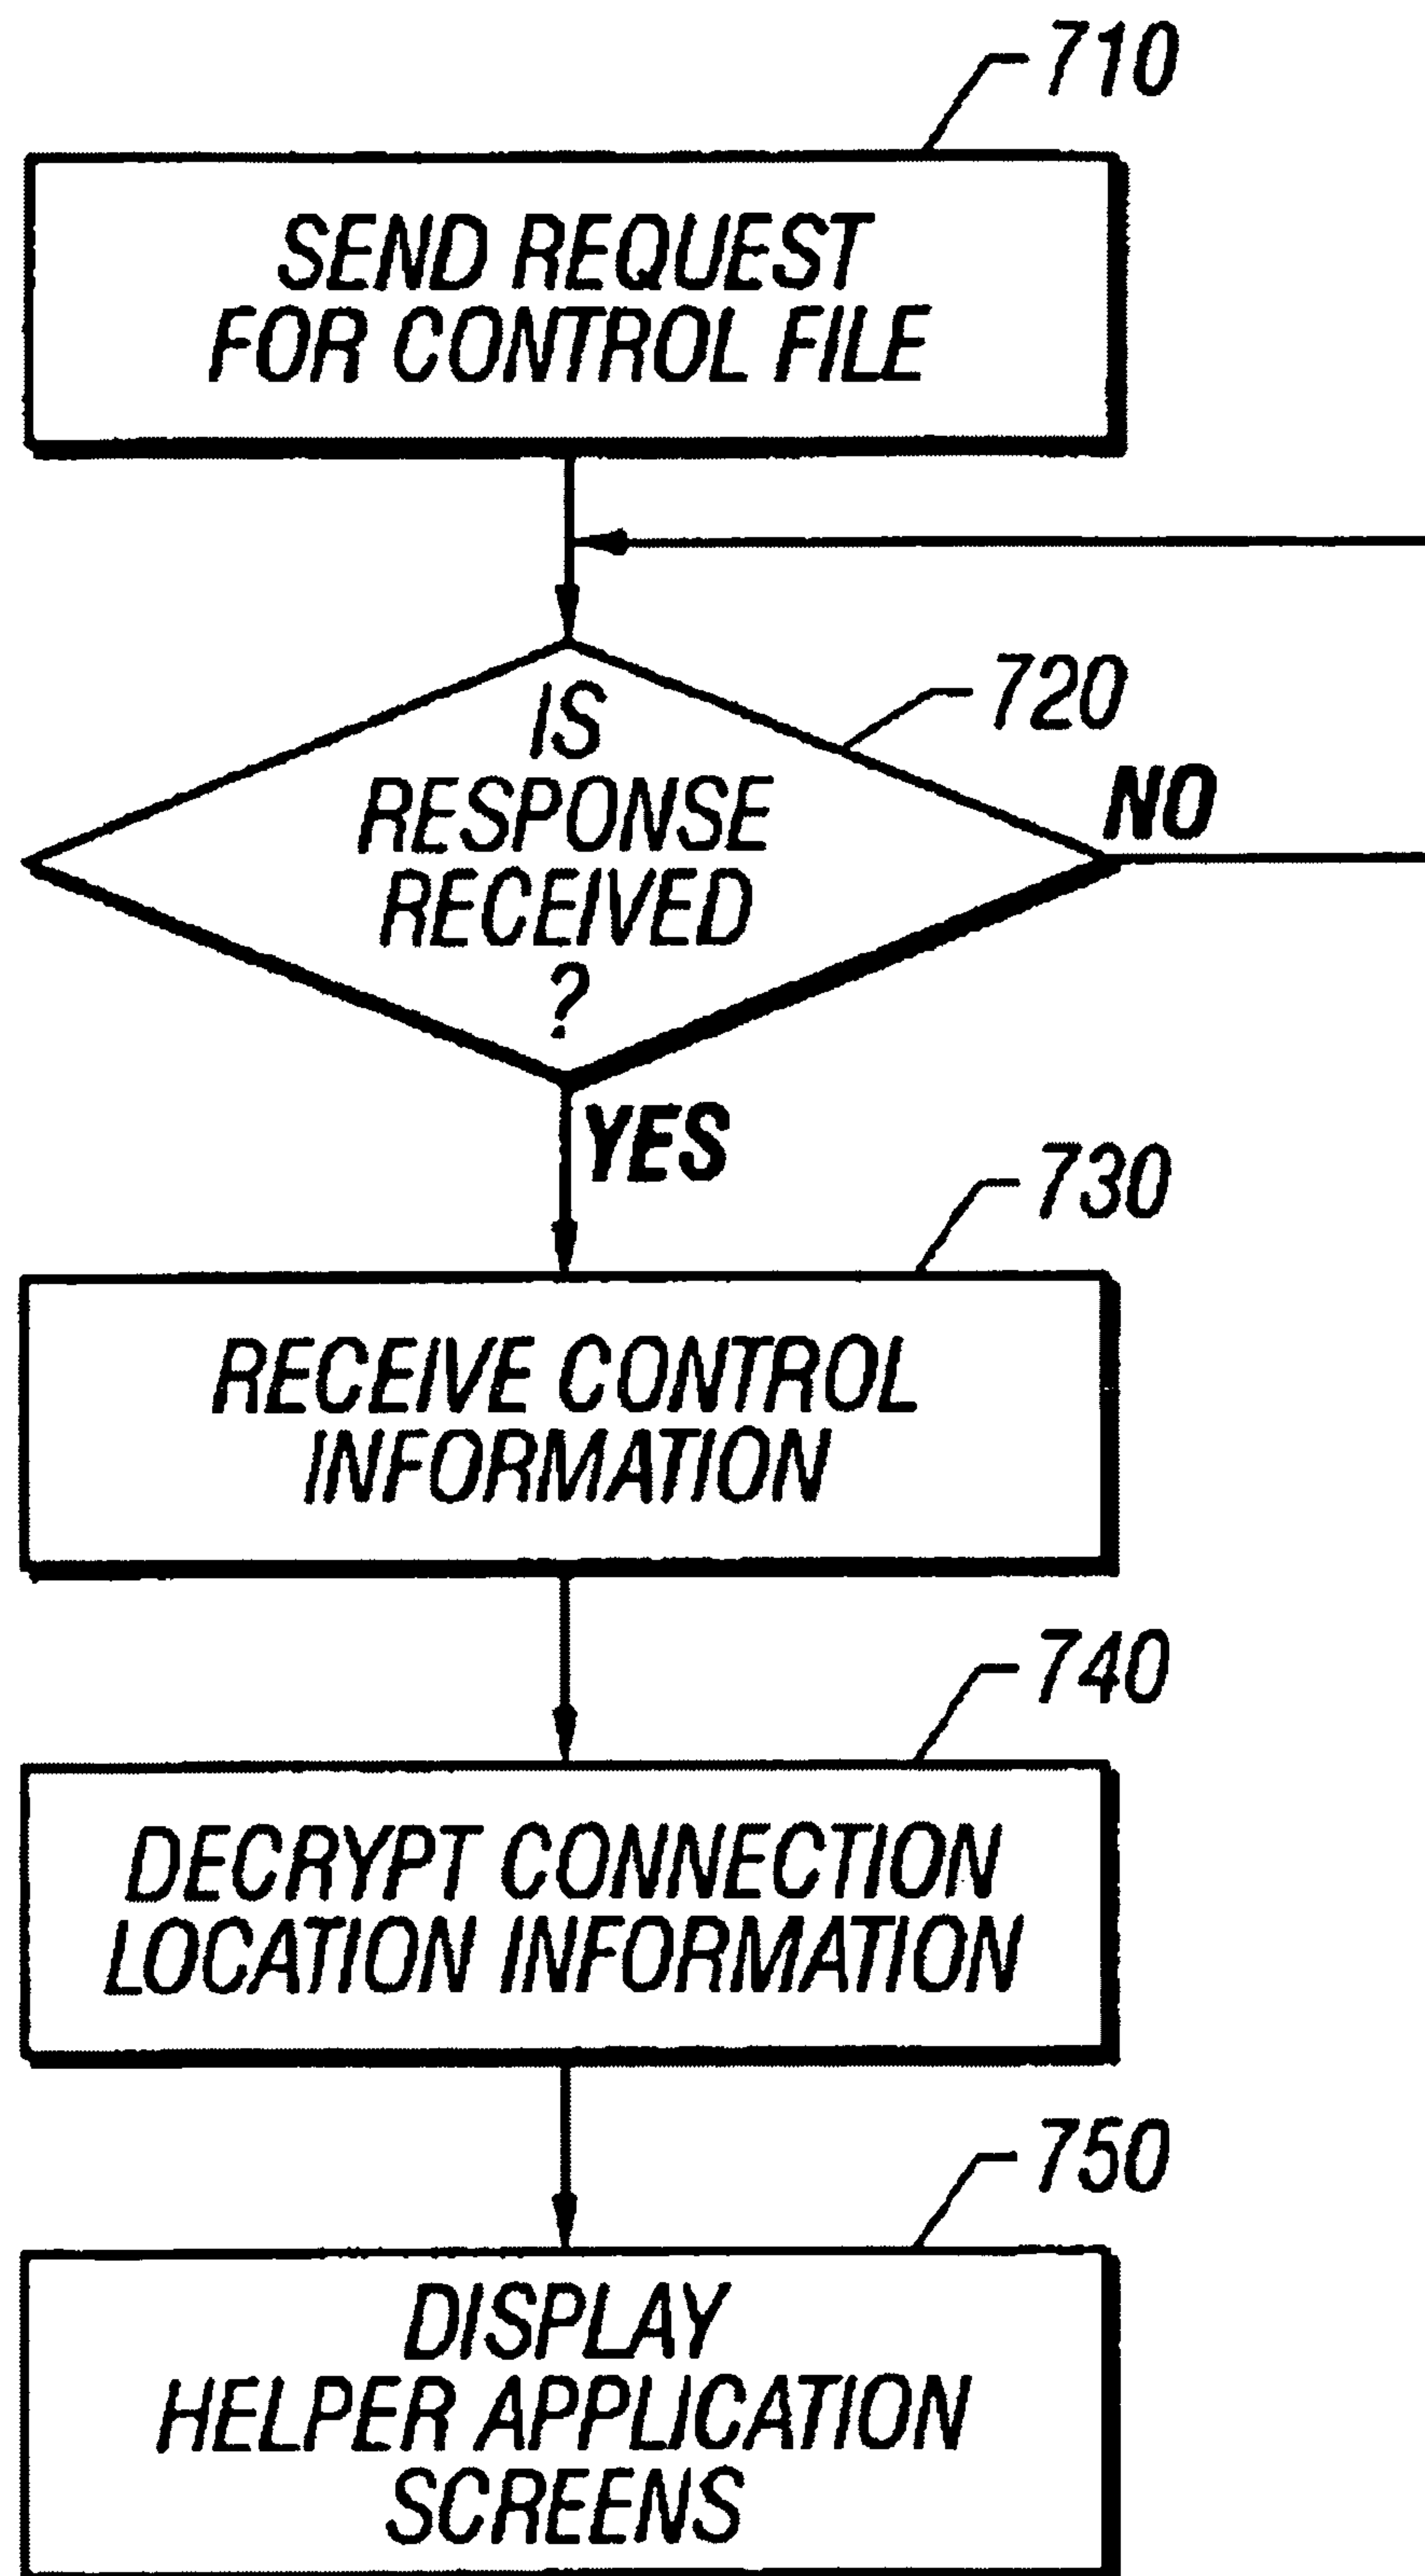 710
SEND REQUEST
FOR CONTROL FILE
720
IS
RESPONSE
RECEIVED
?
NO
YES
730
RECEIVE CONTROL
INFORMATION
740
DECRYPT CONNECTION
LOCATION INFORMATION
750
DISPLAY
HELPER APPLICATION
SCREENS